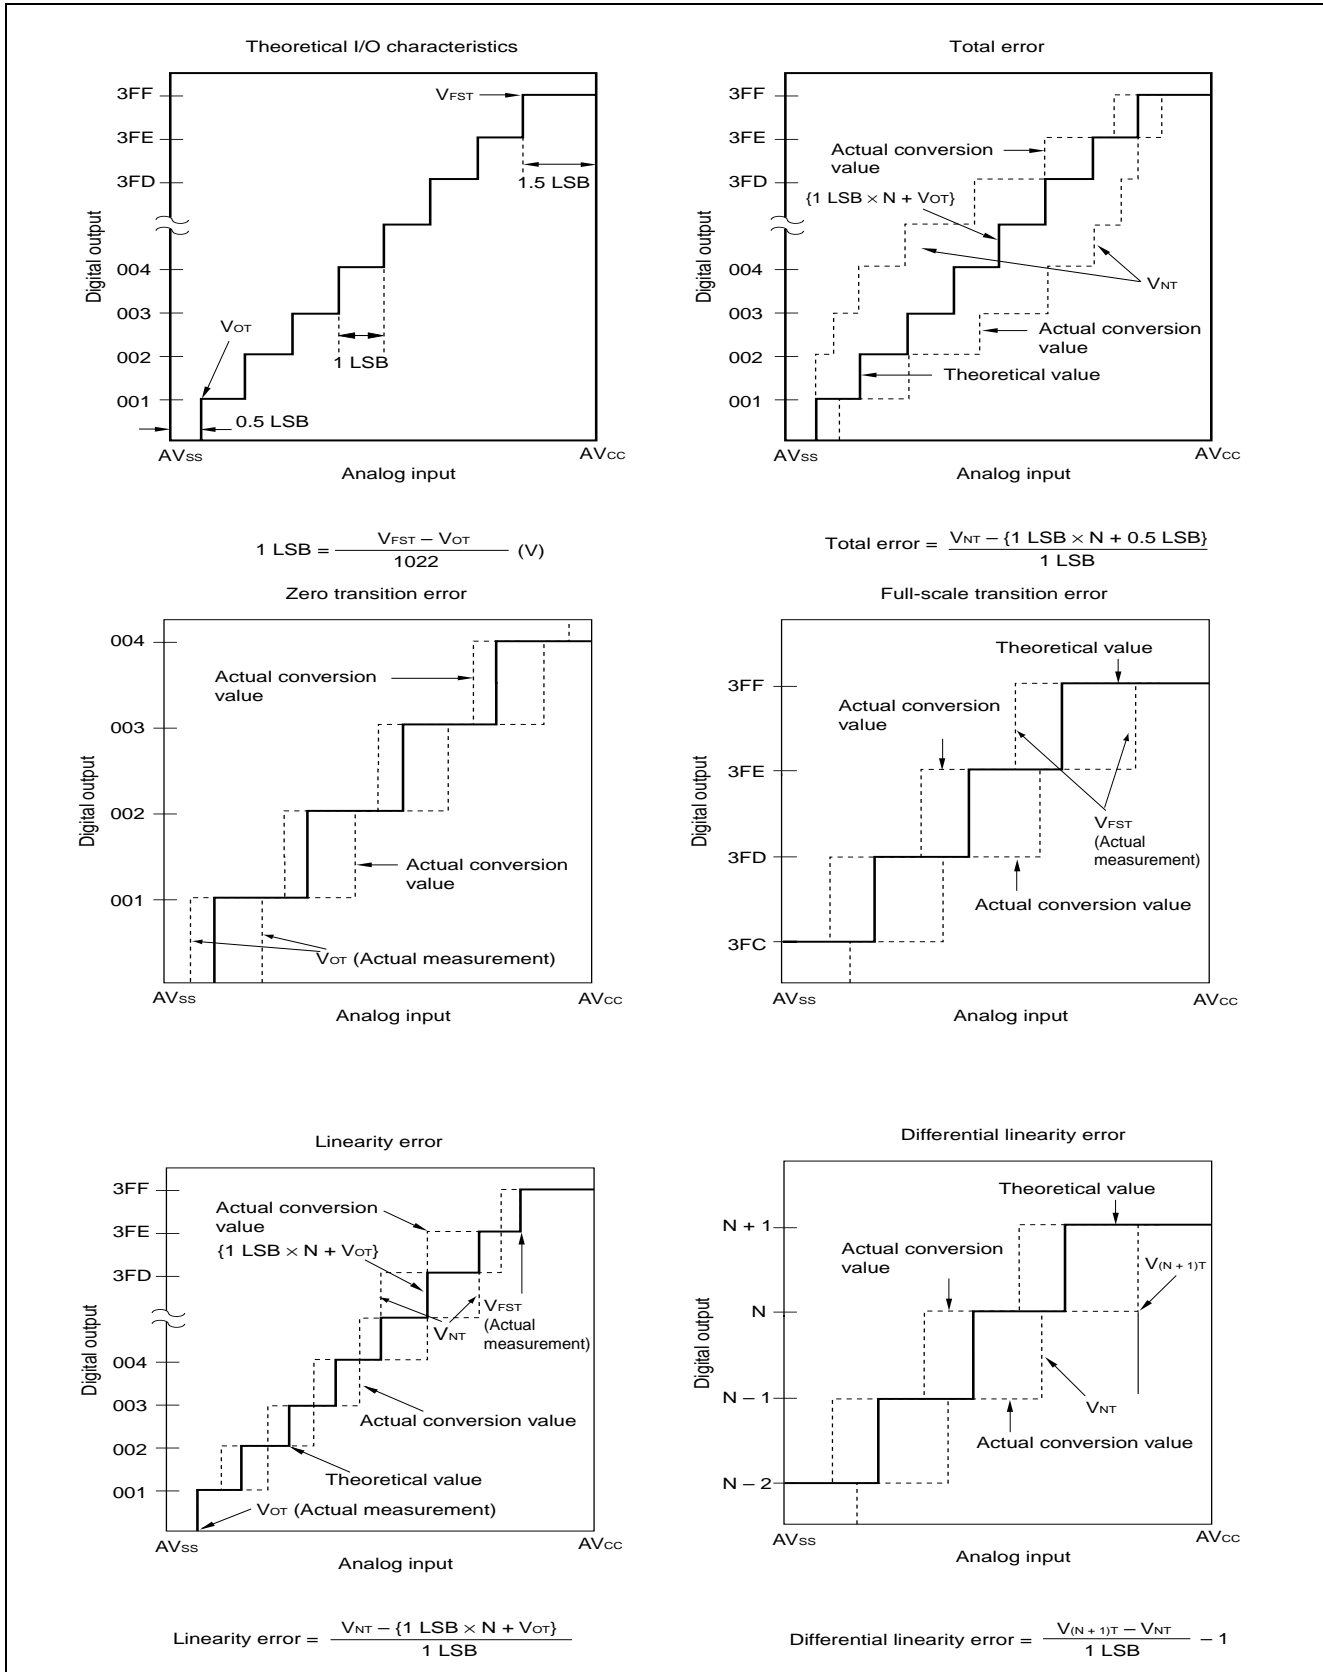 Theoretical I/O characteristics
3FF
3FE
3FD
004
003
002
001
Digital output
VFST
1.5 LSB
VOT
1 LSB
0.5 LSB
AVSS
AVCC
Analog input
1 LSB = VFST – VOT / 1022 (V)
Total error
3FF
3FE
3FD
004
003
002
001
Digital output
Actual conversion
value
{1 LSB × N + VOT}
VNT
Actual conversion
value
Theoretical value
AVSS
AVCC
Analog input
Total error = VNT – {1 LSB × N + 0.5 LSB} / 1 LSB
Zero transition error
004
003
002
001
Digital output
Actual conversion
value
Actual conversion
value
VOT (Actual measurement)
AVSS
AVCC
Analog input
Full-scale transition error
3FF
3FE
3FD
3FC
Digital output
Theoretical value
Actual conversion
value
VFST
(Actual
measurement)
Actual conversion value
AVSS
AVCC
Analog input
Linearity error
3FF
3FE
3FD
004
003
002
001
Digital output
Actual conversion
value
{1 LSB × N + VOT}
VNT
VFST
(Actual
measurement)
Actual conversion value
Theoretical value
VOT (Actual measurement)
AVSS
AVCC
Analog input
Linearity error = VNT – {1 LSB × N + VOT} / 1 LSB
Differential linearity error
N + 1
N
N – 1
N – 2
Digital output
Theoretical value
Actual conversion
value
V(N + 1)T
VNT
Actual conversion value
AVSS
AVCC
Analog input
Differential linearity error = V(N + 1)T – VNT / 1 LSB – 1